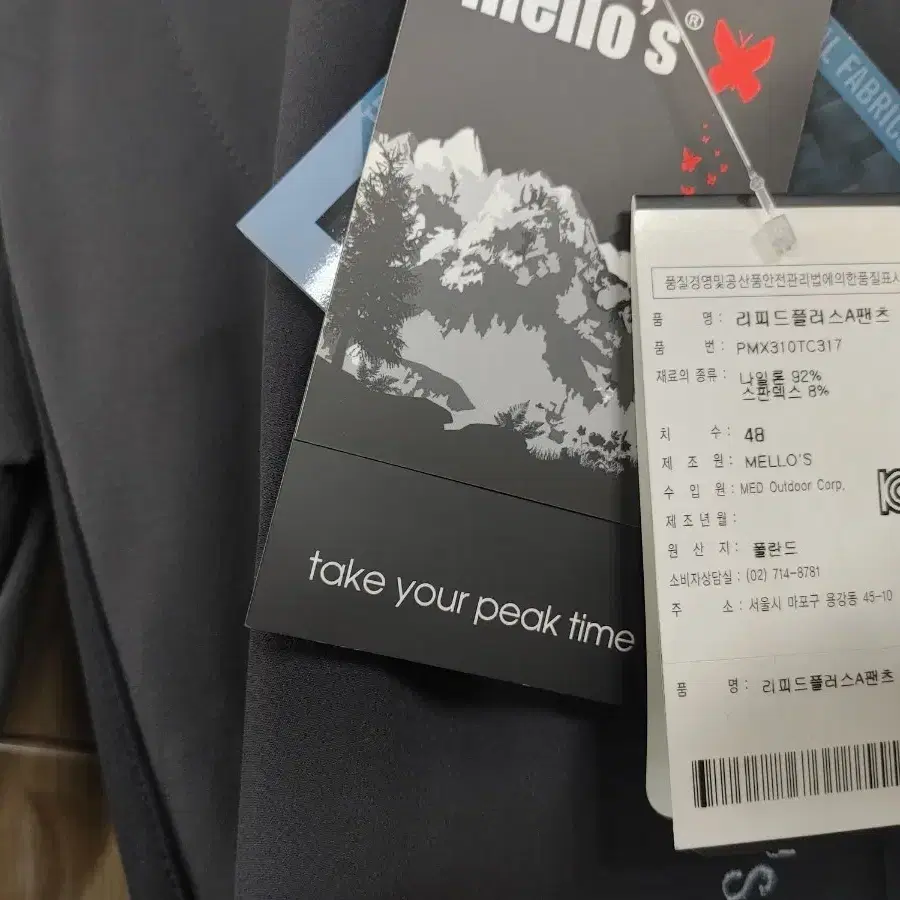 mello's®
L FABRIC
take your peak time
품질경영및공산품안전관리법에의한품질표시
품 명 : 리피드플러스A팬츠
품 번 : PMX310TC317
재료의 종류 : 나일론 92%
스판덱스 8%
치 수 : 48
제 조 원 : MELLO'S
수 입 원 : MED Outdoor Corp.
제 조 년 월 :
원 산 지 : 폴란드
소비자상담실 : (02) 714-8781
주 소 : 서울시 마포구 용강동 45-10
품 명 : 리피드플러스A팬츠